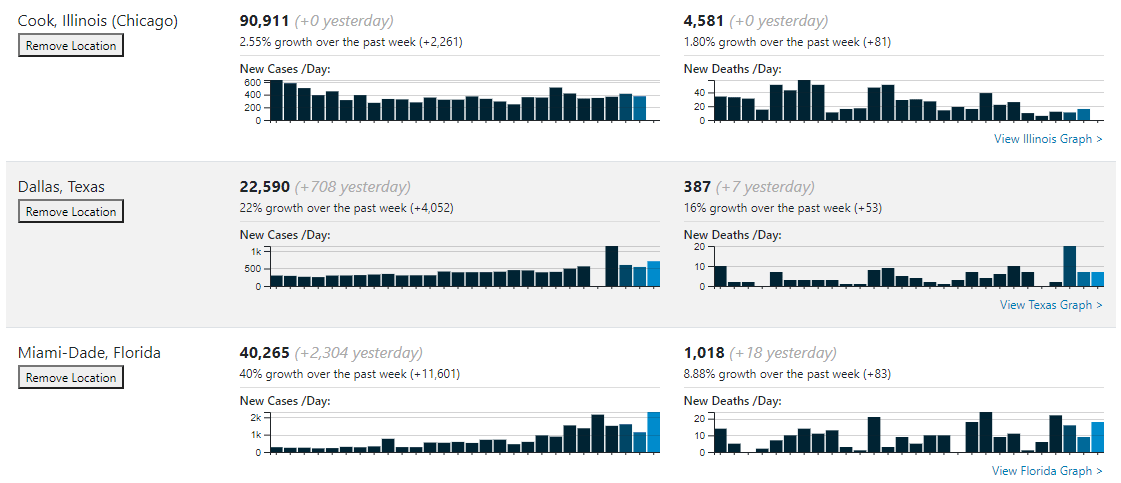 Cook, Illinois (Chicago)
Remove Location
90,911 (+0 yesterday)
2.55% growth over the past week (+2,261)
New Cases /Day:
600
400
200
0
4,581 (+0 yesterday)
1.80% growth over the past week (+81)
New Deaths /Day:
40
20
0
View Illinois Graph >
Dallas, Texas
Remove Location
22,590 (+708 yesterday)
22% growth over the past week (+4,052)
New Cases /Day:
1k
500
0
387 (+7 yesterday)
16% growth over the past week (+53)
New Deaths /Day:
20
10
0
View Texas Graph >
Miami-Dade, Florida
Remove Location
40,265 (+2,304 yesterday)
40% growth over the past week (+11,601)
New Cases /Day:
2k
1k
0
1,018 (+18 yesterday)
8.88% growth over the past week (+83)
New Deaths /Day:
20
10
0
View Florida Graph >